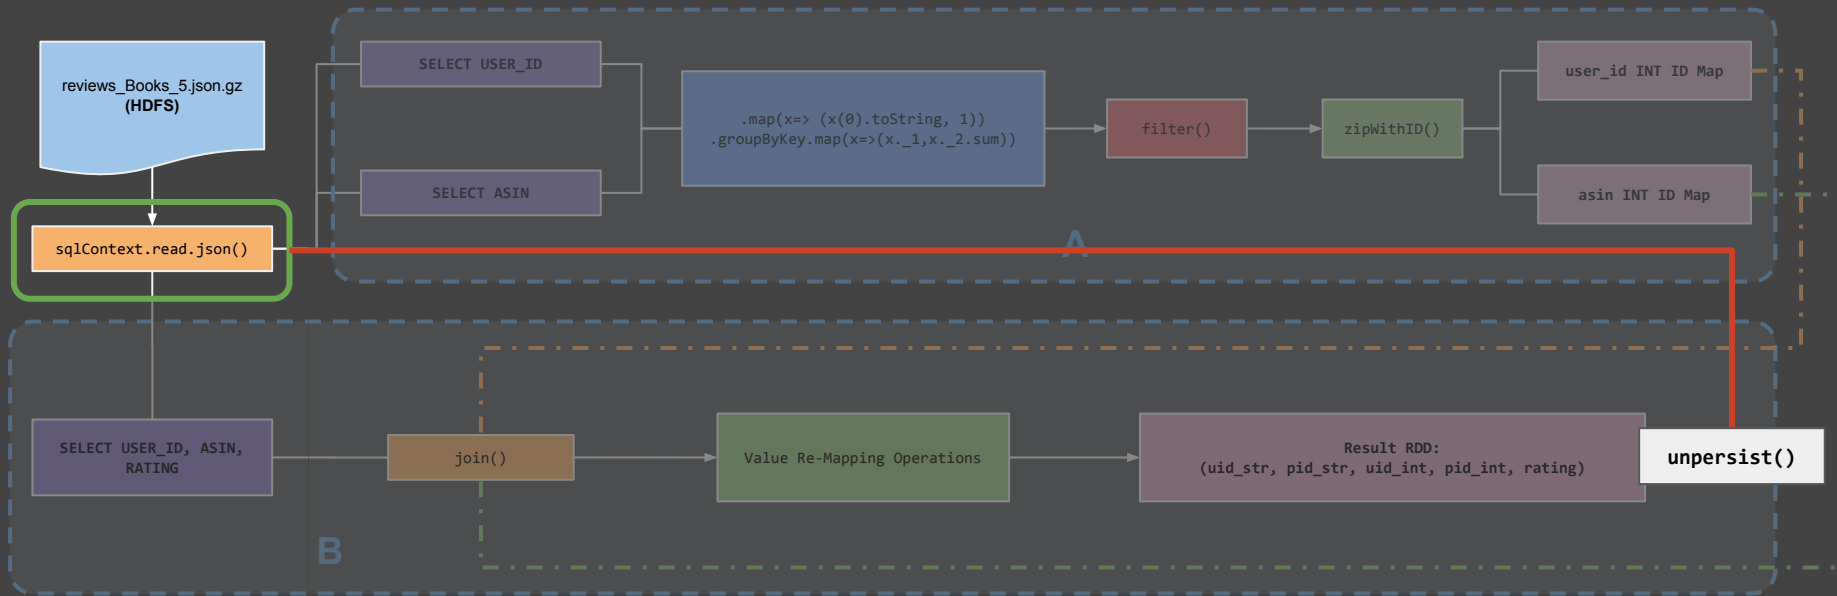 reviews_Books_5.json.gz
(HDFS)
sqlContext.read.json()
SELECT USER_ID
SELECT ASIN
.map(x=> (x(0).toString, 1))
.groupByKey.map(x=>(x._1,x._2.sum))
filter()
zipWithID()
user_id INT ID Map
asin INT ID Map
A
SELECT USER_ID, ASIN,
RATING
join()
Value Re-Mapping Operations
Result RDD:
(uid_str, pid_str, uid_int, pid_int, rating)
unpersist()
B